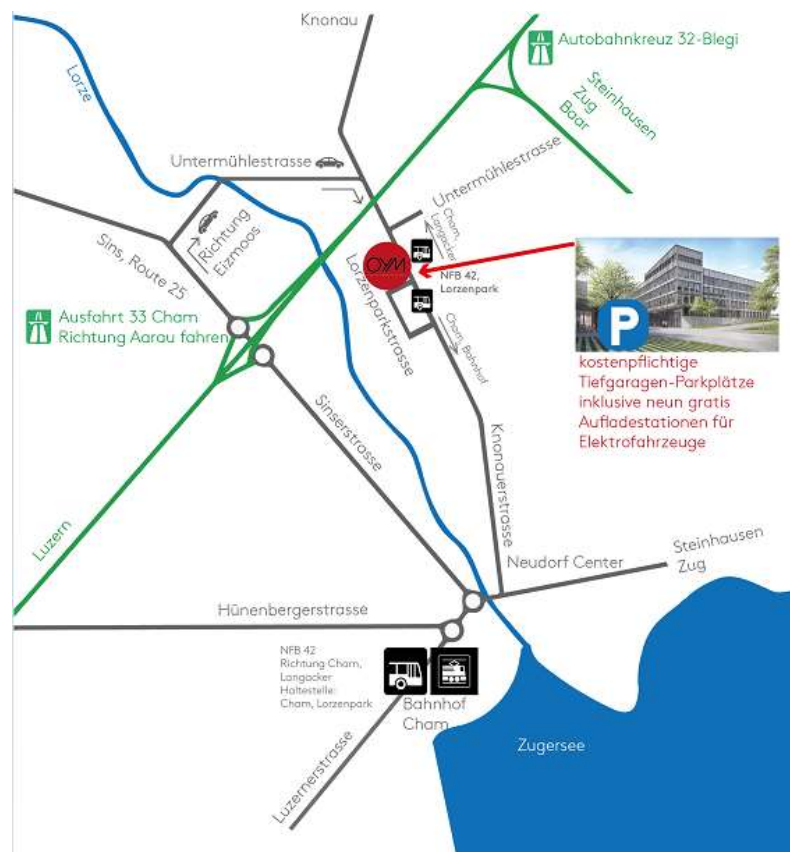 Knonau
Autobahnkreuz 32-Blegi
Lorze
Steinhausen
Zug
Baar
Untermühlestrasse
Untermühlestrasse
Cham,
Langacker
Richtung
Eizmoos
Sins, Route 25
OYM
NFB 42,
Lorzenpark
Lorzenparkstrasse
Ausfahrt 33 Cham
Richtung Aarau fahren
Cham, Bahnhof
P
kostenpflichtige
Tiefgaragen-Parkplätze
inklusive neun gratis
Aufladestationen für
Elektrofahrzeuge
Sinserstrasse
Knonauerstrasse
Luzern
Neudorf Center
Steinhausen
Zug
Hünenbergerstrasse
NFB 42
Richtung Cham,
Langacker
Haltestelle:
Cham, Lorzenpark
Bahnhof
Cham
Luzernerstrasse
Zugersee